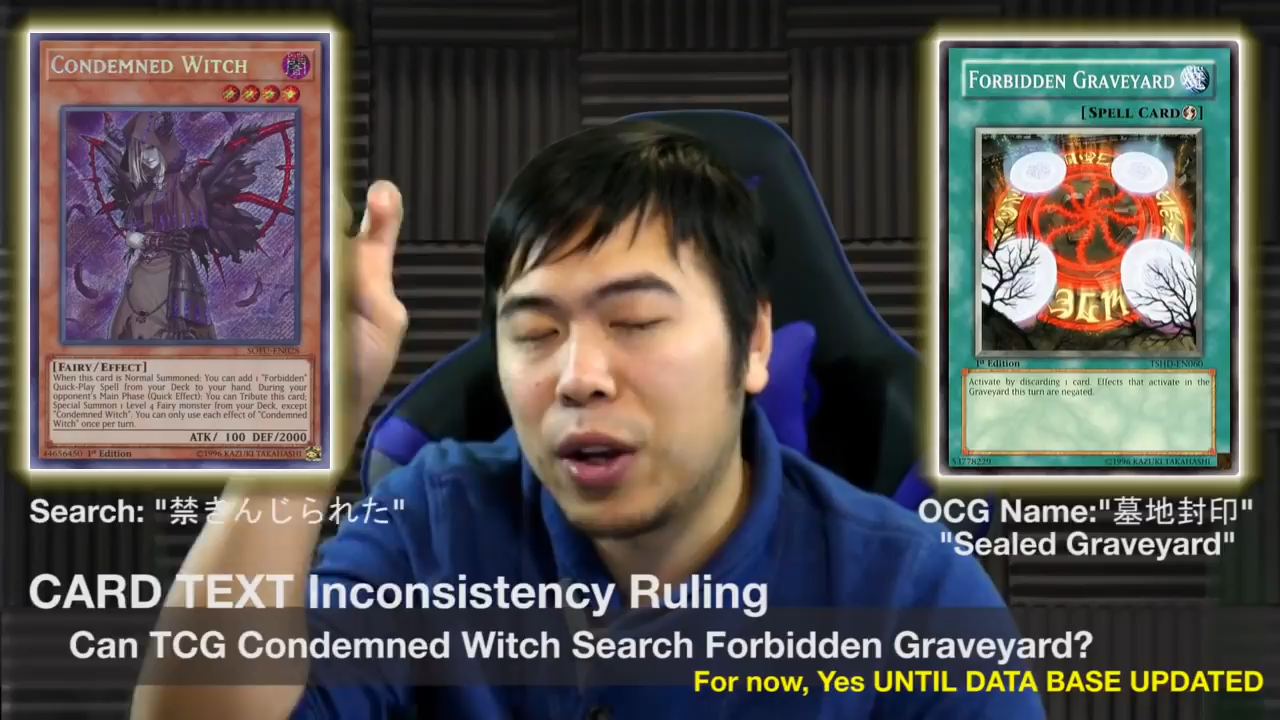 CONDEMNED WITCH
SOFU-EN028
[FAIRY/EFFECT]
When this card is Normal Summoned: You can add 1 "Forbidden"
Quick-Play Spell from your Deck to your hand. During your
opponent's Main Phase (Quick Effect): You can Tribute this card;
Special Summon 1 Level 4 Fairy monster from your Deck, except
"Condemned Witch". You can only use each effect of "Condemned
Witch" once per turn.
ATK/ 100 DEF/2000
44656450 1st Edition ©1996 KAZUKI TAKAHASHI
FORBIDDEN GRAVEYARD
[SPELL CARD]
1st Edition TSHD-EN060
Activate by discarding 1 card. Effects that activate in the
Graveyard this turn are negated.
53778229 ©1996 KAZUKI TAKAHASHI
Search: "禁きんじられた"
OCG Name:"墓地封印"
"Sealed Graveyard"
CARD TEXT Inconsistency Ruling
Can TCG Condemned Witch Search Forbidden Graveyard?
For now, Yes UNTIL DATA BASE UPDATED